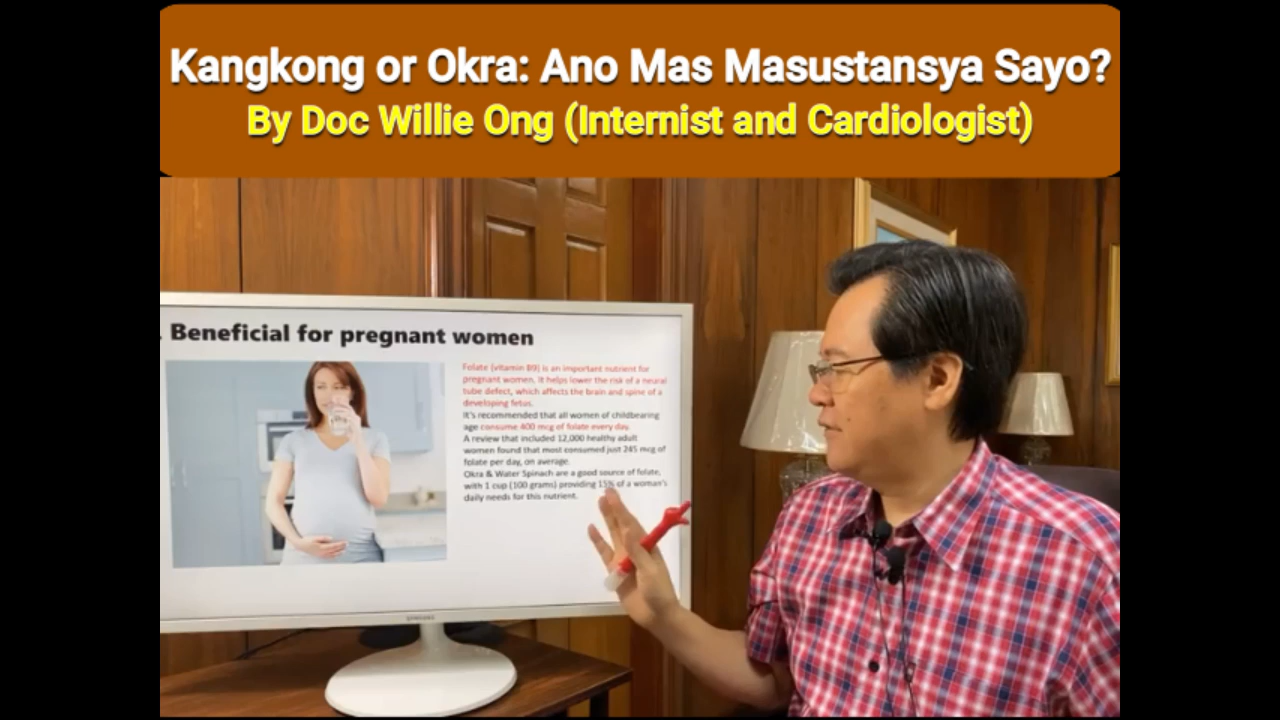 Kangkong or Okra: Ano Mas Masustansya Sayo?
By Doc Willie Ong (Internist and Cardiologist)
. Beneficial for pregnant women
Folate (vitamin B9) is an important nutrient for
pregnant women. It helps lower the risk of a neural
tube defect, which affects the brain and spine of a
developing fetus.
It's recommended that all women of childbearing
age consume 400 mcg of folate every day.
A review that included 12,000 healthy adult
women found that most consumed just 245 mcg of
folate per day, on average.
Okra & Water Spinach are a good source of folate,
with 1 cup (100 grams) providing 15% of a woman's
daily needs for this nutrient.
SAMSUNG